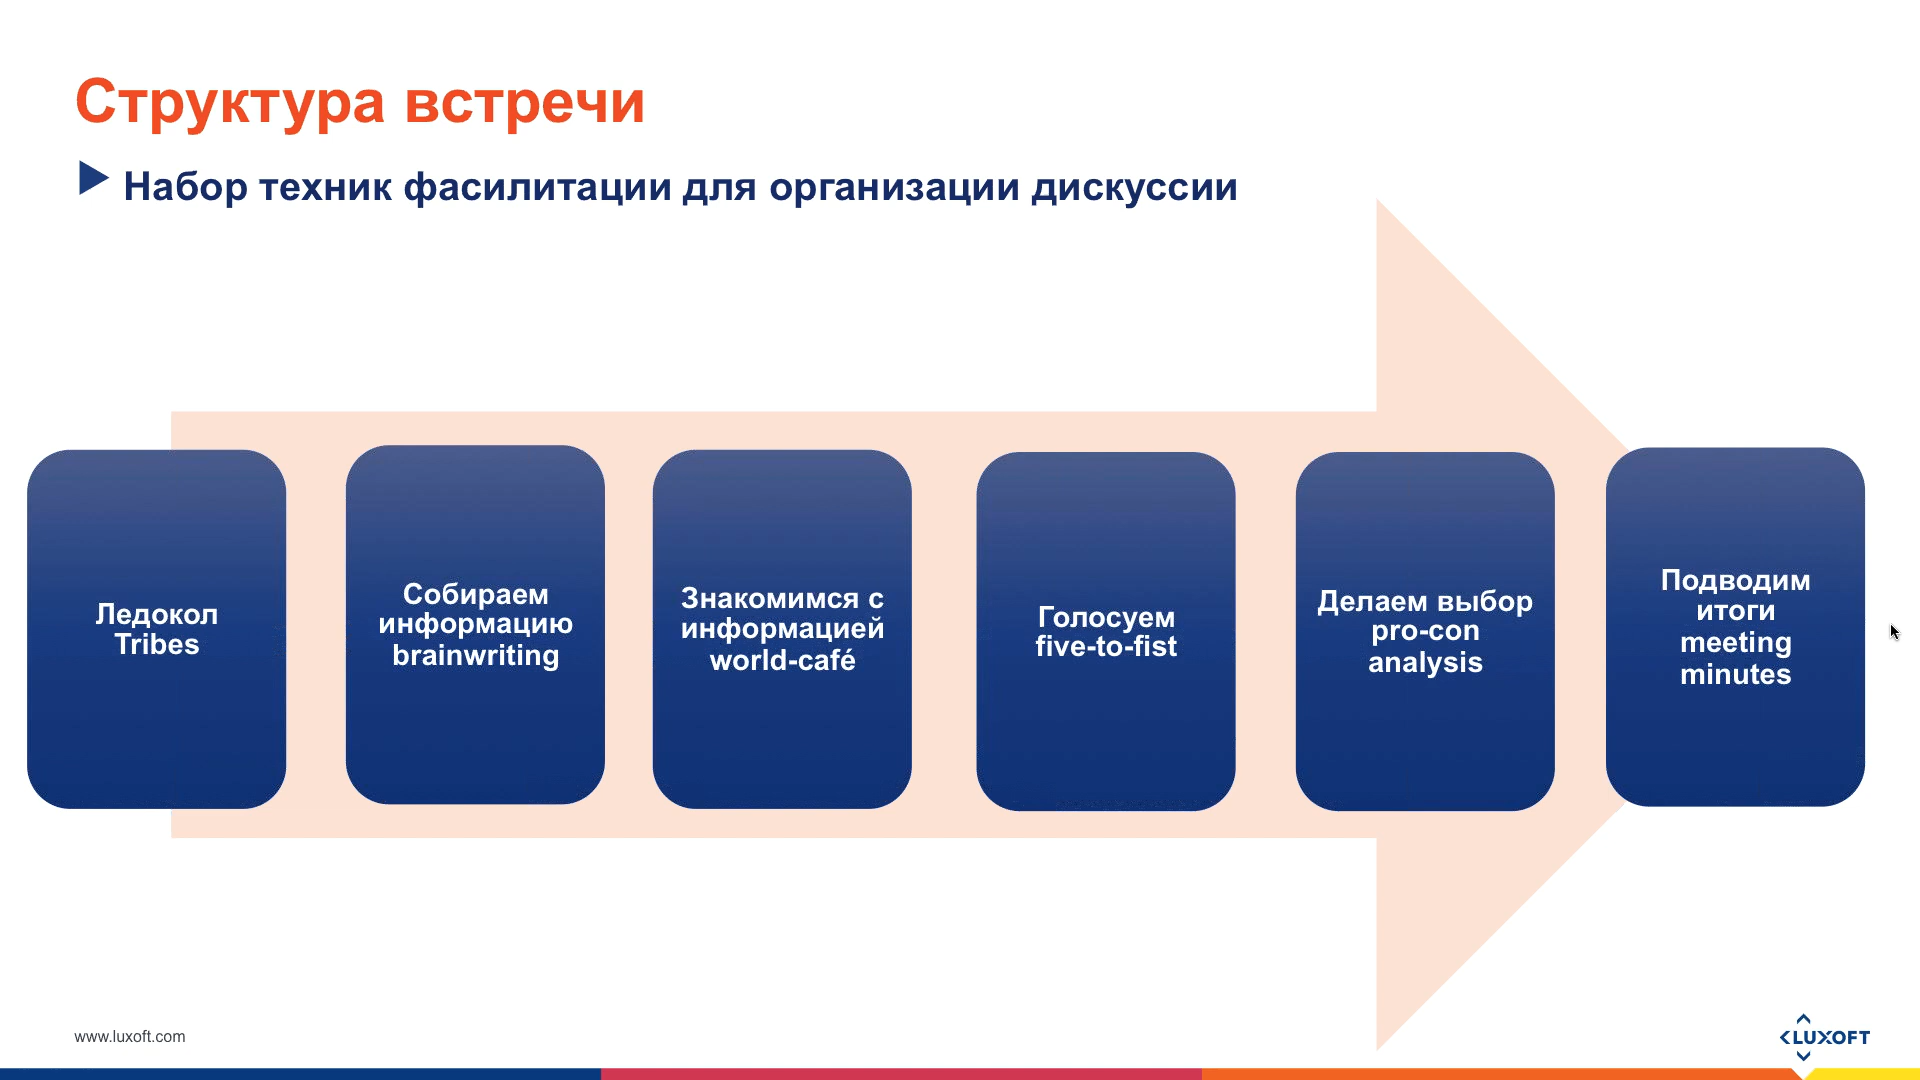 Структура встречи
Набор техник фасилитации для организации дискуссии
Ледокол
Tribes
Собираем
информацию
brainwriting
Знакомимся с
информацией
world-café
Голосуем
five-to-fist
Делаем выбор
pro-con
analysis
Подводим
итоги
meeting
minutes
www.luxoft.com
LUXOFT